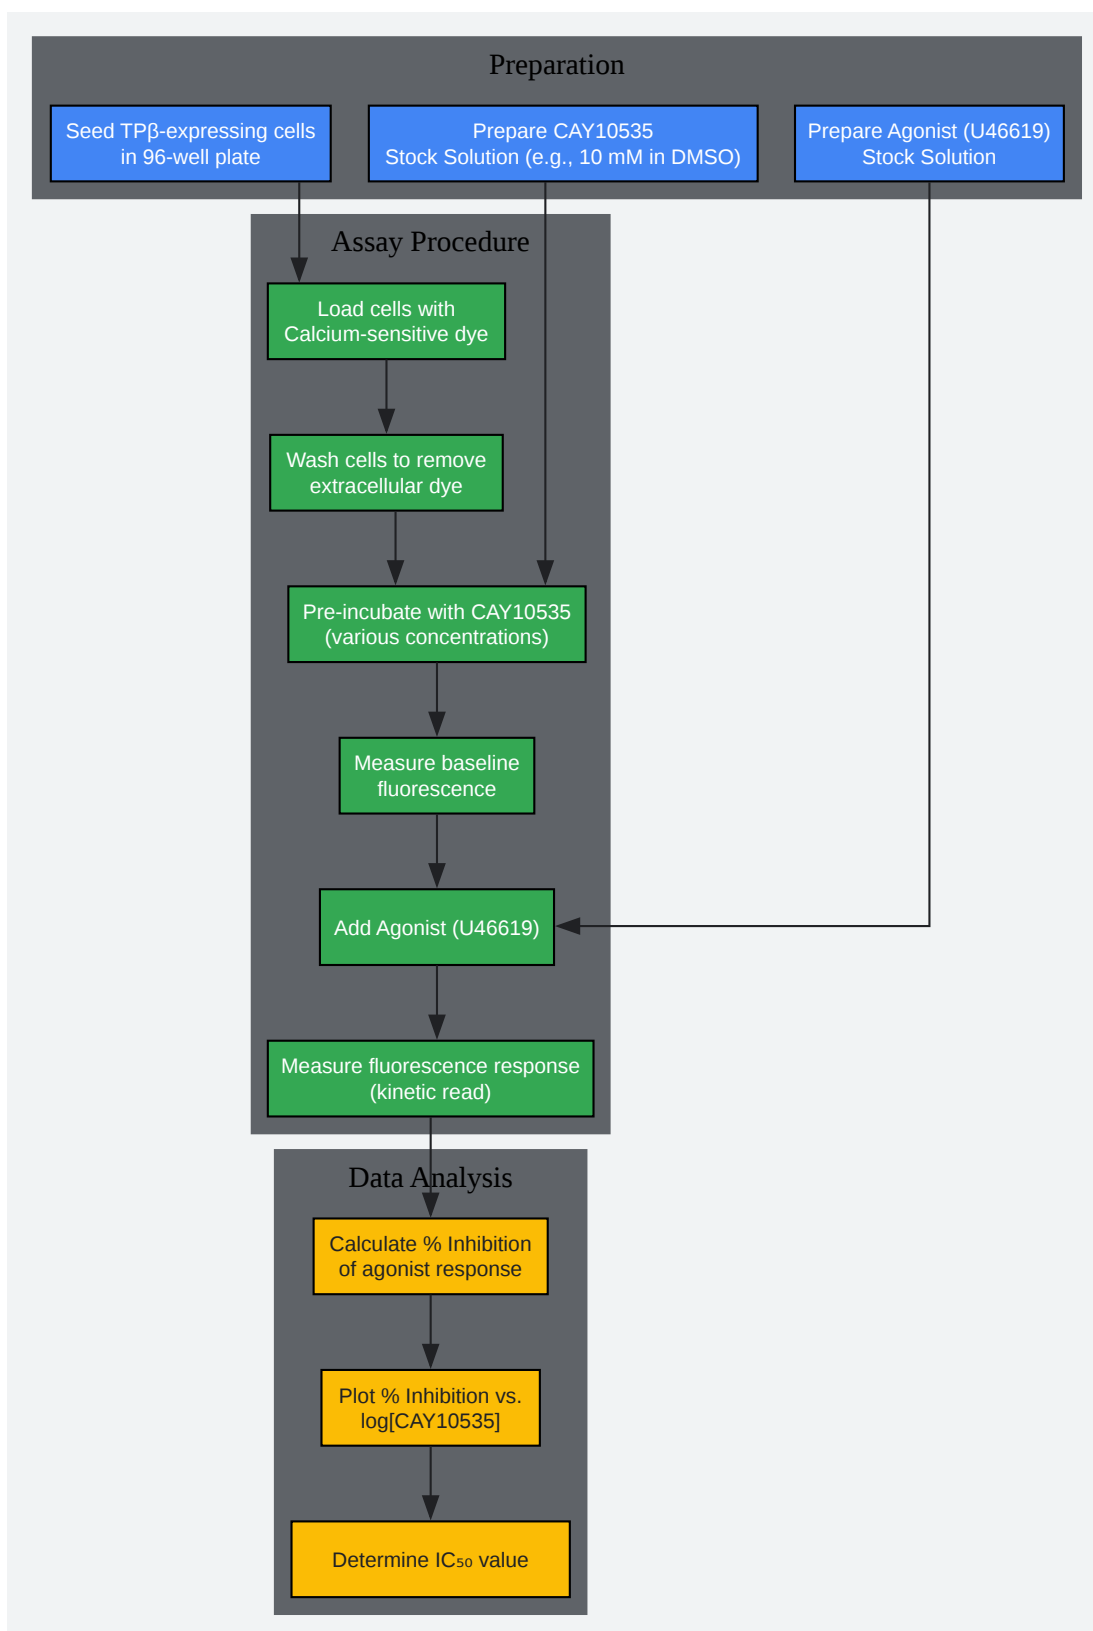 Preparation
Seed TPβ-expressing cells
in 96-well plate
Prepare CAY10535
Stock Solution (e.g., 10 mM in DMSO)
Prepare Agonist (U46619)
Stock Solution
Assay Procedure
Load cells with
Calcium-sensitive dye
Wash cells to remove
extracellular dye
Pre-incubate with CAY10535
(various concentrations)
Measure baseline
fluorescence
Add Agonist (U46619)
Measure fluorescence response
(kinetic read)
Data Analysis
Calculate % Inhibition
of agonist response
Plot % Inhibition vs.
log[CAY10535]
Determine IC₅₀ value